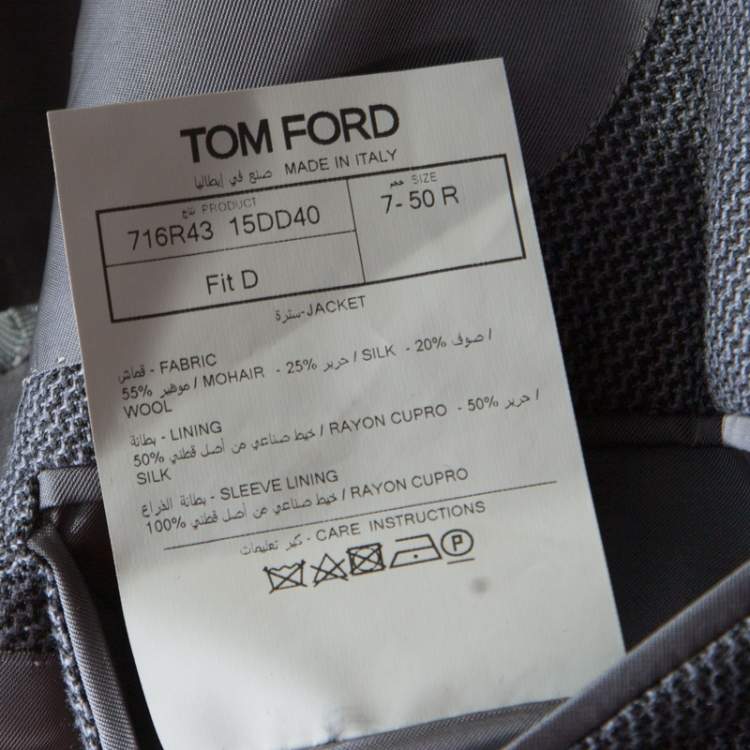 TOM FORD
صنع في إيطاليا MADE IN ITALY
منتج PRODUCT
716R43 15DD40
حجم SIZE
7- 50 R
Fit D
سترة-JACKET
قماش - FABRIC
55% موهير / MOHAIR - 25% حرير / SILK - 20% صوف /
WOOL
بطانة - LINING
50% خيط صناعي من أصل قطني / RAYON CUPRO - 50% حرير /
SILK
بطانة الذراع - SLEEVE LINING
100% خيط صناعي من أصل قطني / RAYON CUPRO
كير تعليمات - CARE INSTRUCTIONS
P